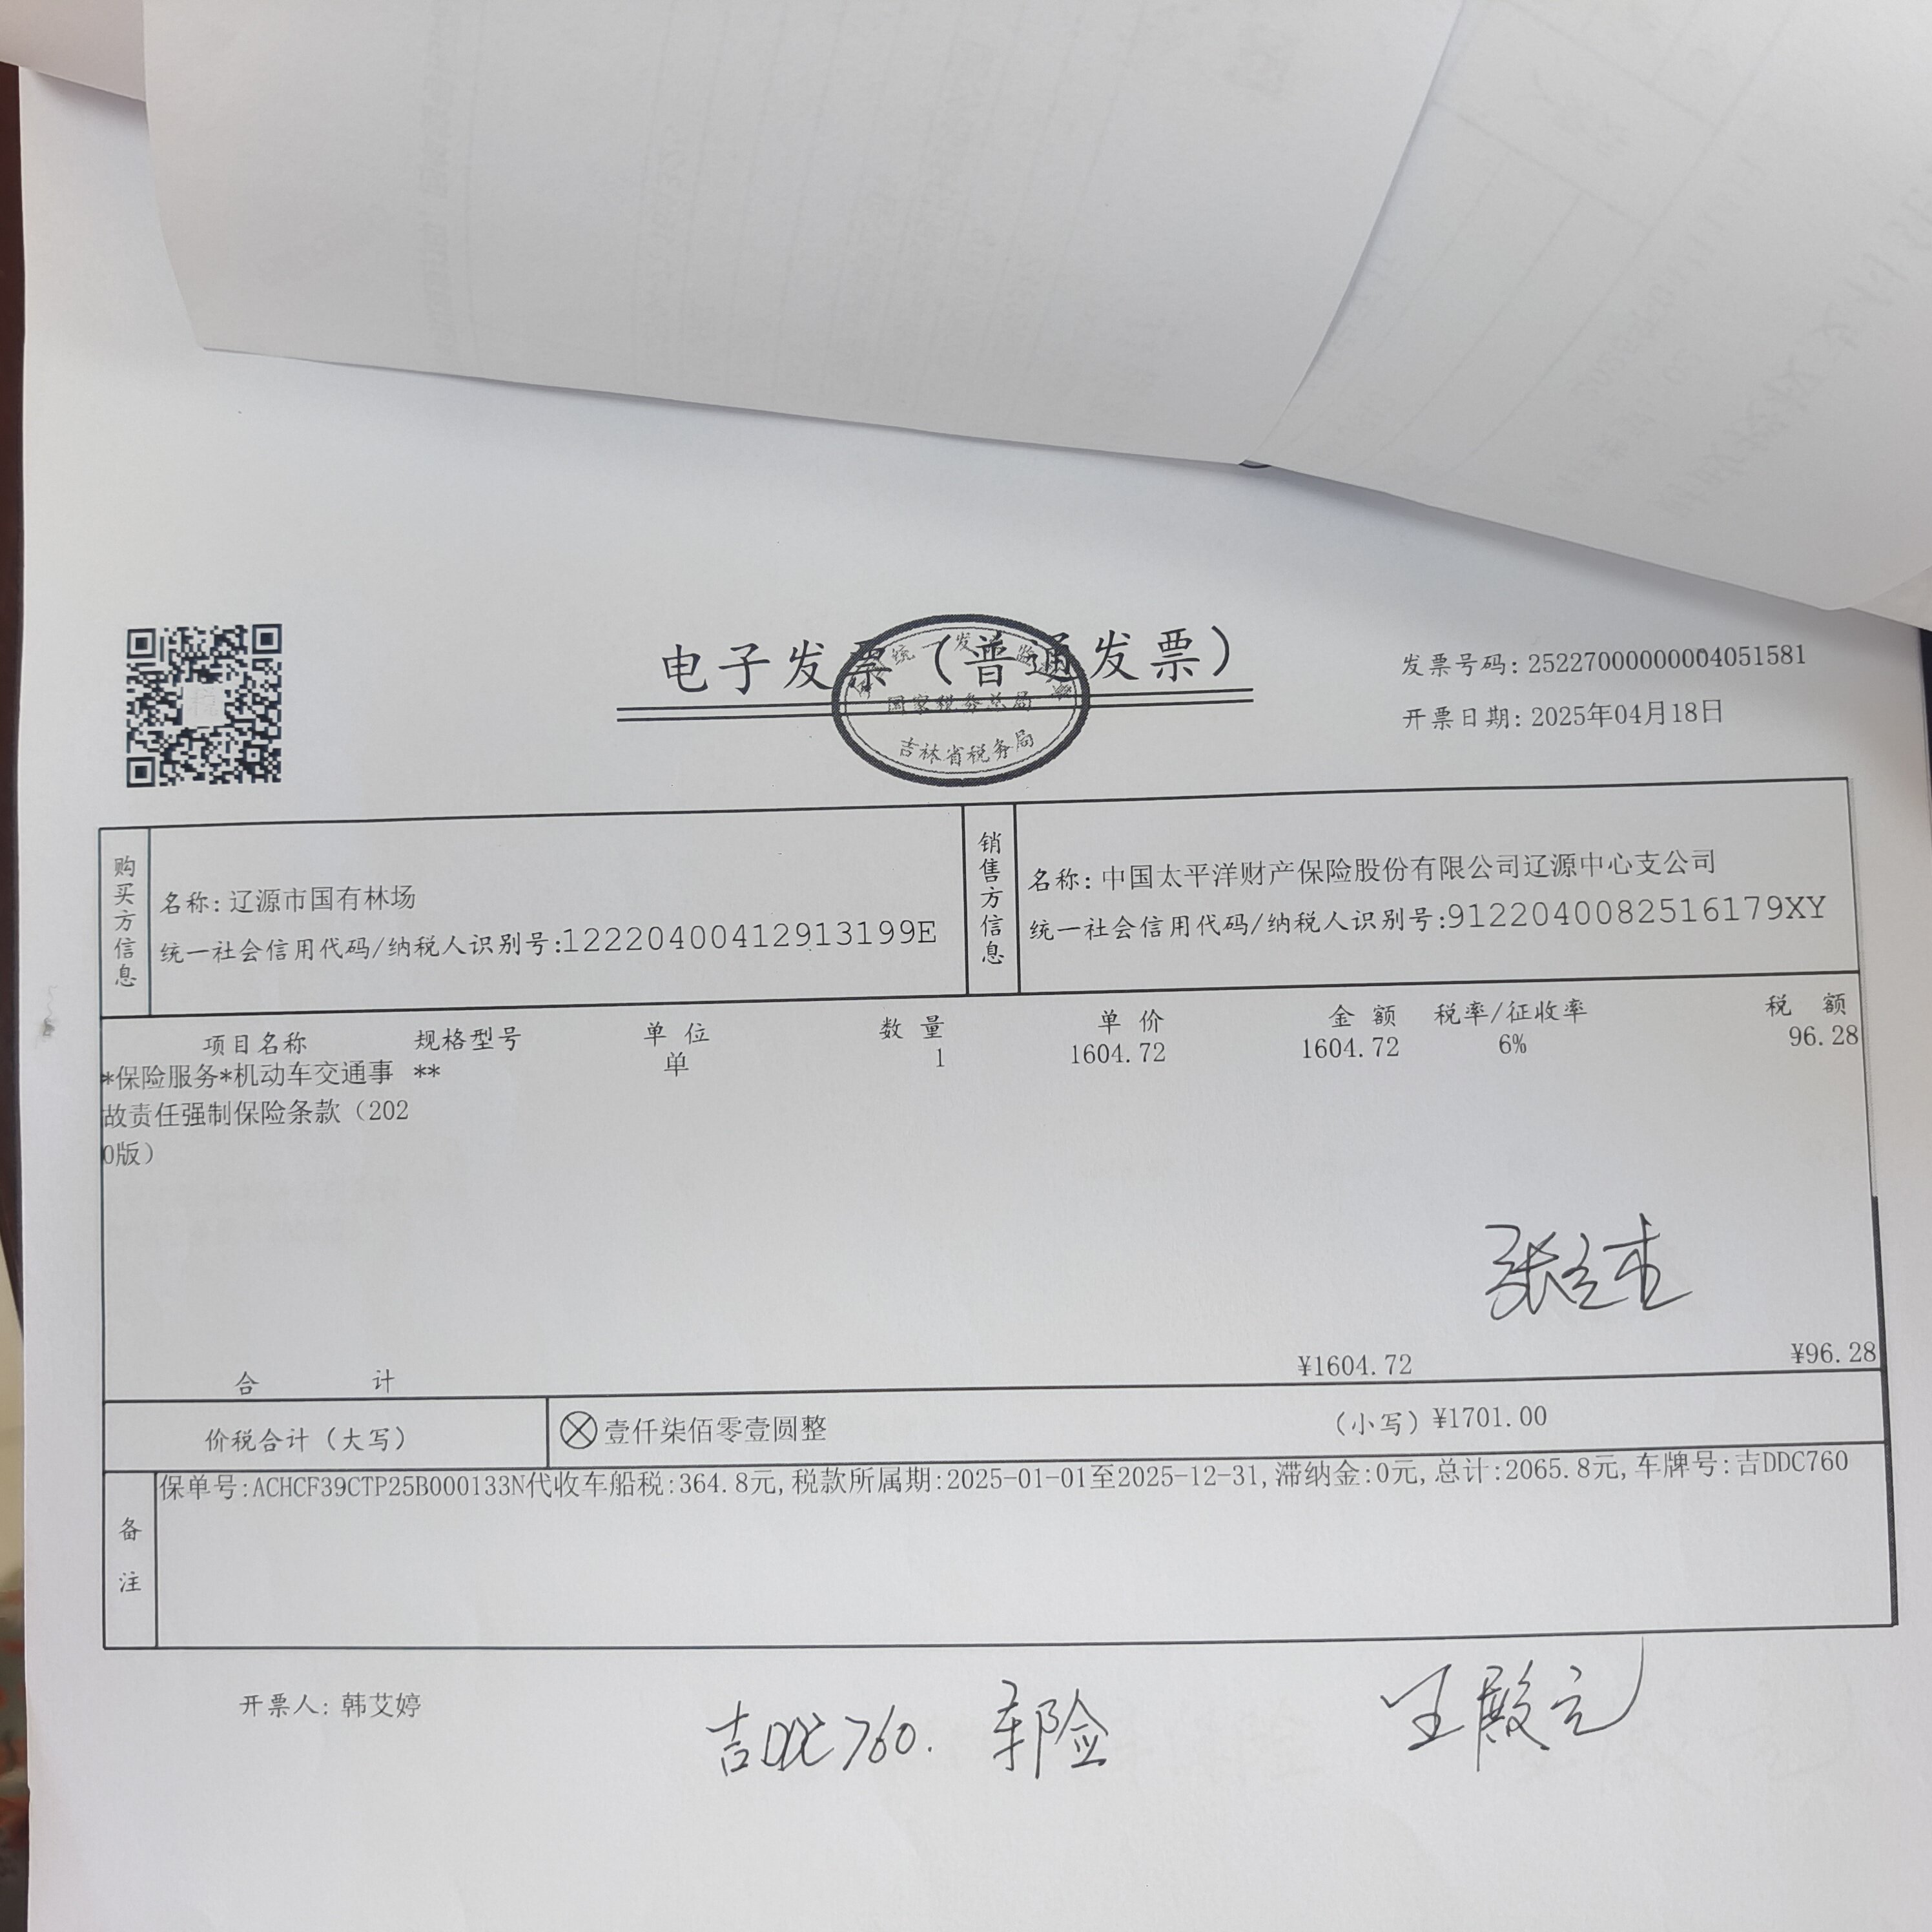 电子发票（普通发票）
国家税务总局
吉林省税务局
发票号码: 25227000000004051581
开票日期: 2025年04月18日
购买方信息
名称: 辽源市国有林场
统一社会信用代码/纳税人识别号:12220400412913199E
销售方信息
名称: 中国太平洋财产保险股份有限公司辽源中心支公司
统一社会信用代码/纳税人识别号:9122040082516179XY
项目名称 规格型号 单 位 数 量 单 价 金 额 税率/征收率 税 额
*保险服务*机动车交通事 ** 单 1 1604.72 1604.72 6% 96.28
故责任强制保险条款（202
0版）
合 计 ¥1604.72 ¥96.28
价税合计（大写） 壹仟柒佰零壹圆整 （小写）¥1701.00
备注
保单号:ACHCF39CTP25B000133N代收车船税:364.8元,税款所属期:2025-01-01至2025-12-31,滞纳金:0元,总计:2065.8元,车牌号:吉DDC760
开票人: 韩艾婷
吉DDC760. 车险